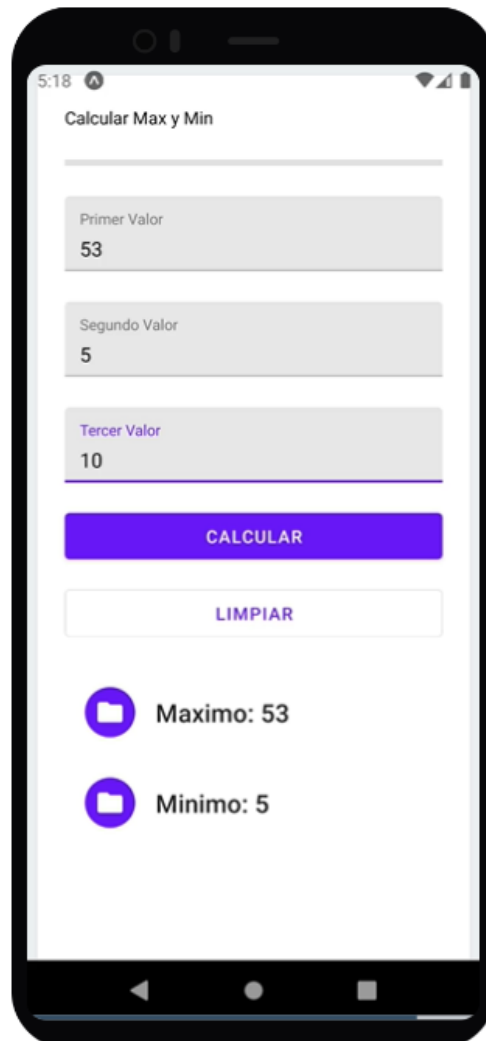 5:18
Calcular Max y Min
Primer Valor
53
Segundo Valor
5
Tercer Valor
10
CALCULAR
LIMPIAR
Maximo: 53
Minimo: 5